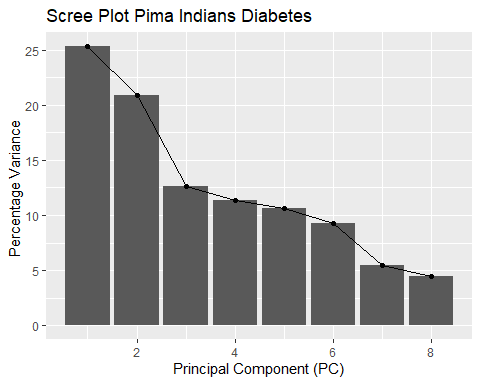 Scree Plot Pima Indians Diabetes
25
20
15
10
5
0
Percentage Variance
2 4 6 8
Principal Component (PC)